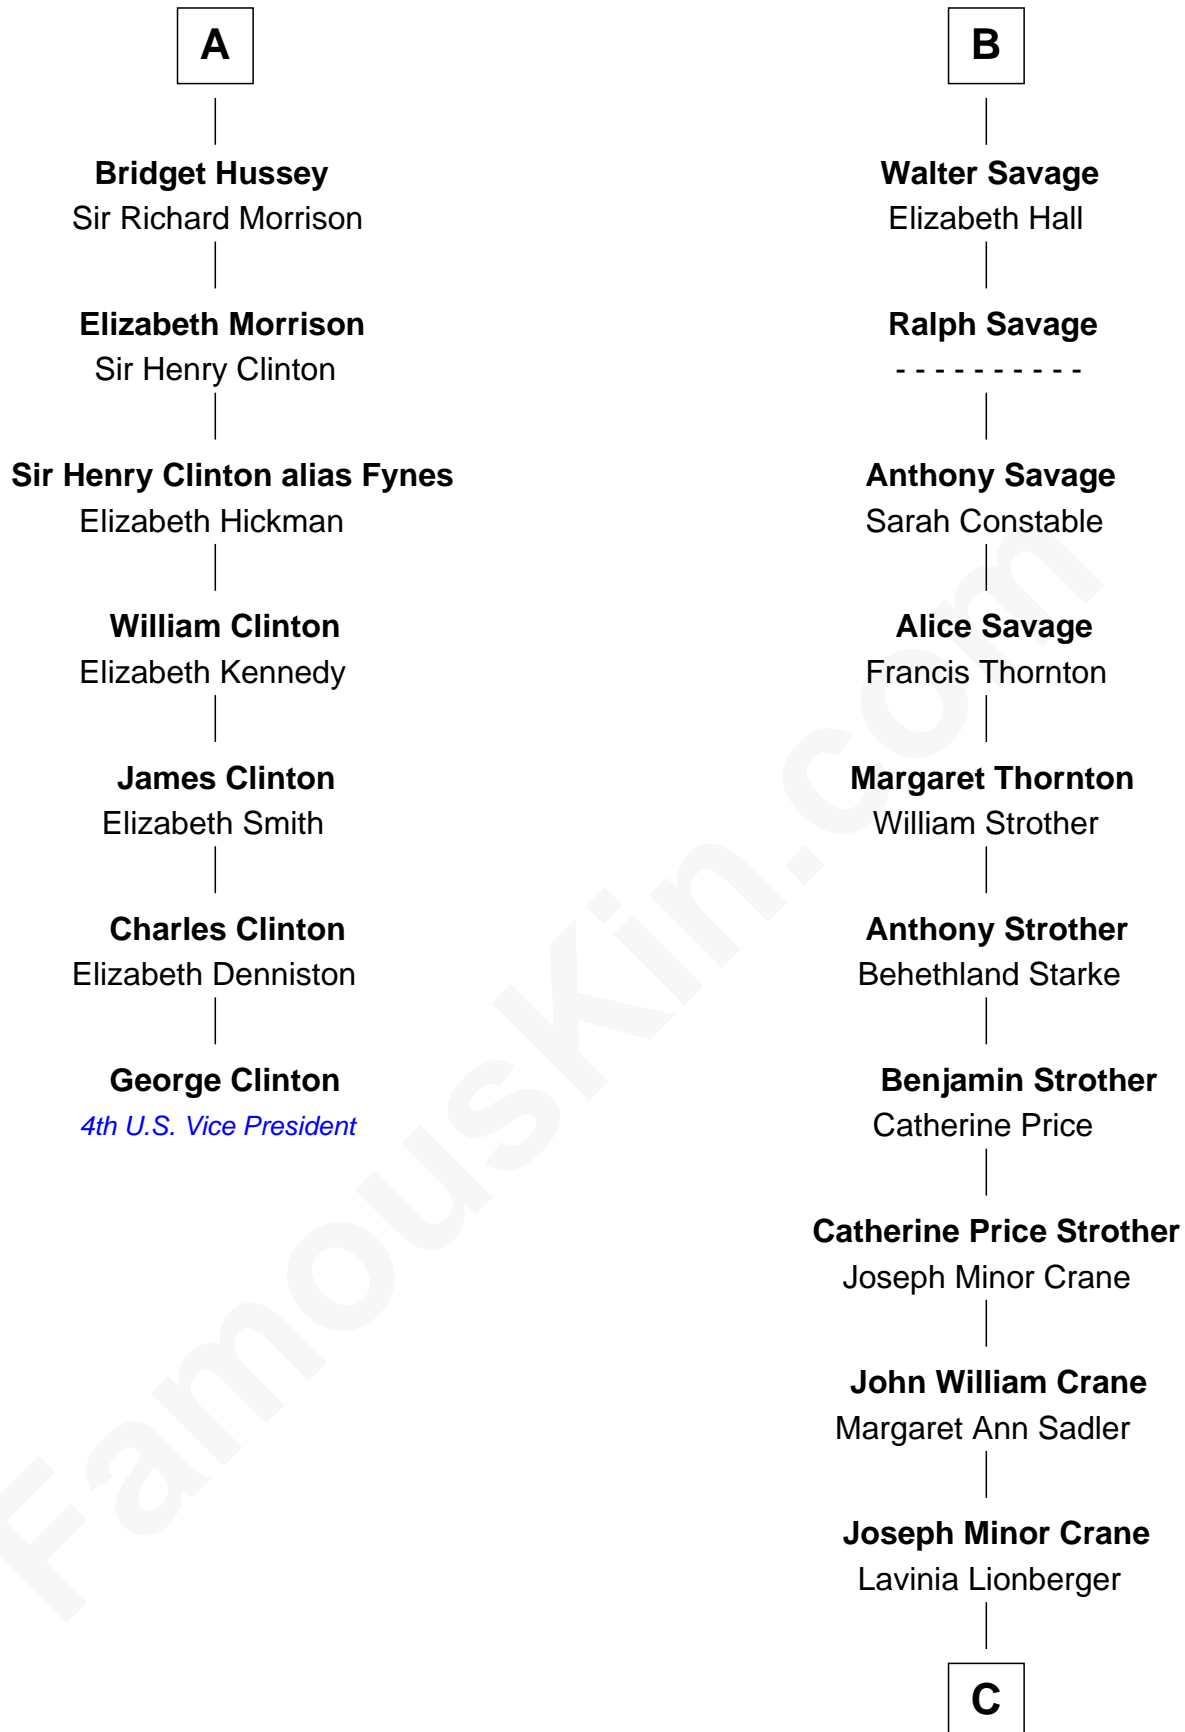 A
Bridget Hussey
Sir Richard Morrison
Elizabeth Morrison
Sir Henry Clinton
Sir Henry Clinton alias Fynes
Elizabeth Hickman
William Clinton
Elizabeth Kennedy
James Clinton
Elizabeth Smith
Charles Clinton
Elizabeth Denniston
George Clinton
4th U.S. Vice President
B
Walter Savage
Elizabeth Hall
Ralph Savage
- - - - - - - - - -
Anthony Savage
Sarah Constable
Alice Savage
Francis Thornton
Margaret Thornton
William Strother
Anthony Strother
Behethland Starke
Benjamin Strother
Catherine Price
Catherine Price Strother
Joseph Minor Crane
John William Crane
Margaret Ann Sadler
Joseph Minor Crane
Lavinia Lionberger
C
FamousKin.com